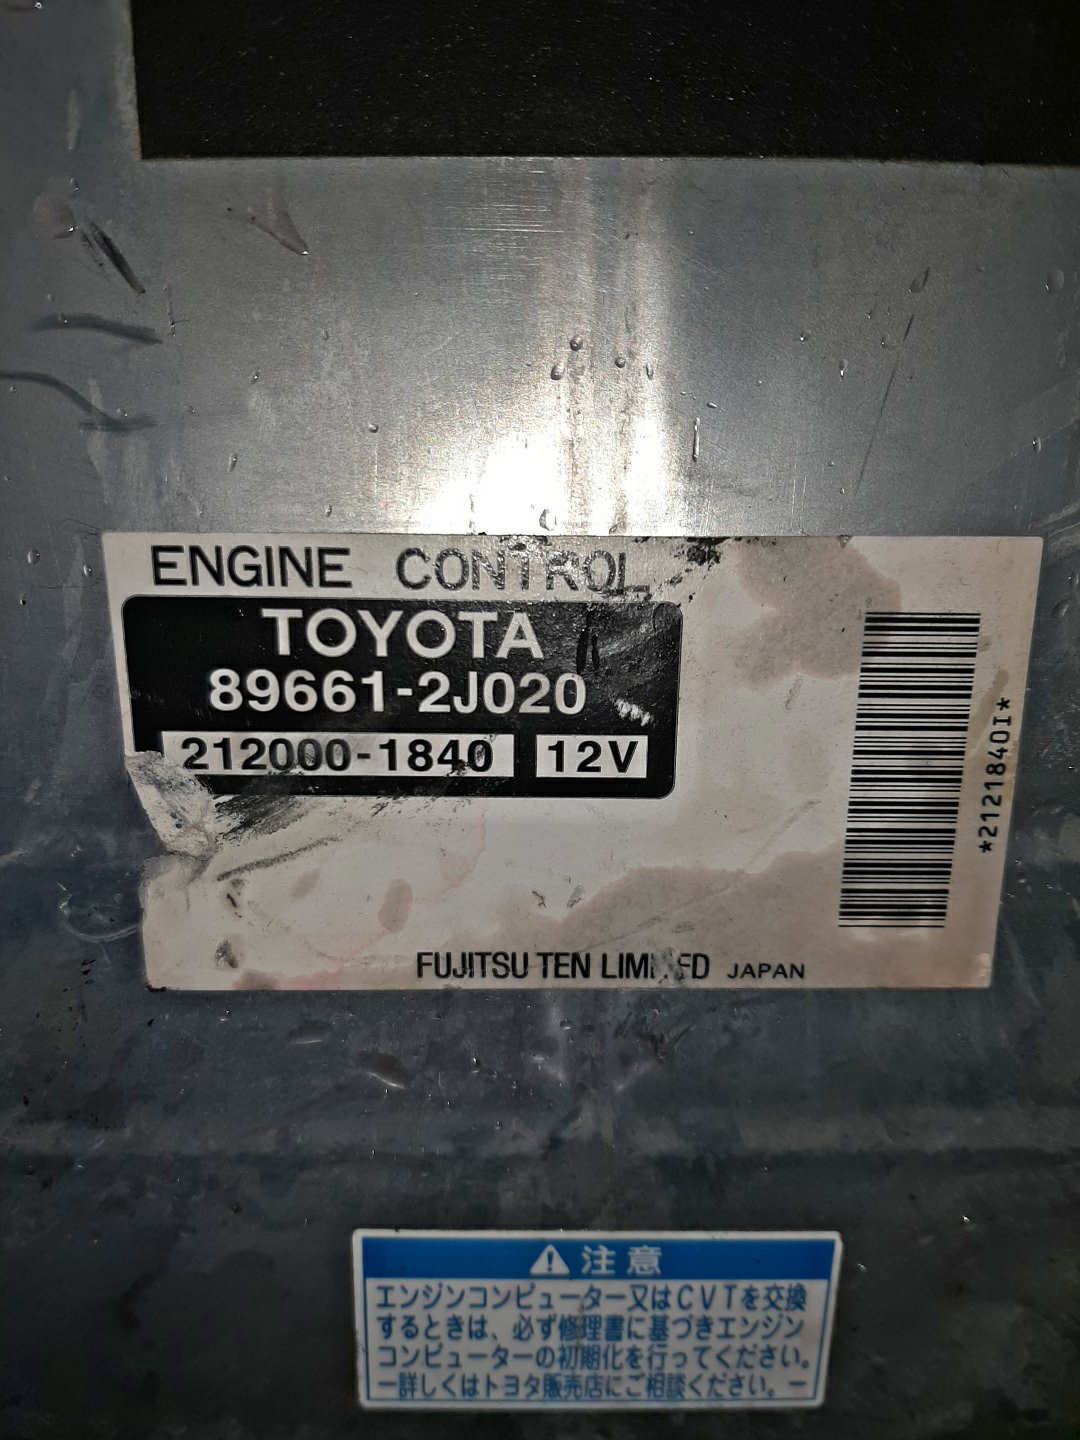 ENGINE CONTROL
TOYOTA
89661-2J020
212000-1840 12V
*2121840I*
FUJITSU TEN LIMITED JAPAN
⚠注意
エンジンコンピューター又はCVTを交換
するときは、必ず修理書に基づきエンジン
コンピューターの初期化を行ってください。
ー詳しくはトヨタ販売店にご相談ください。ー